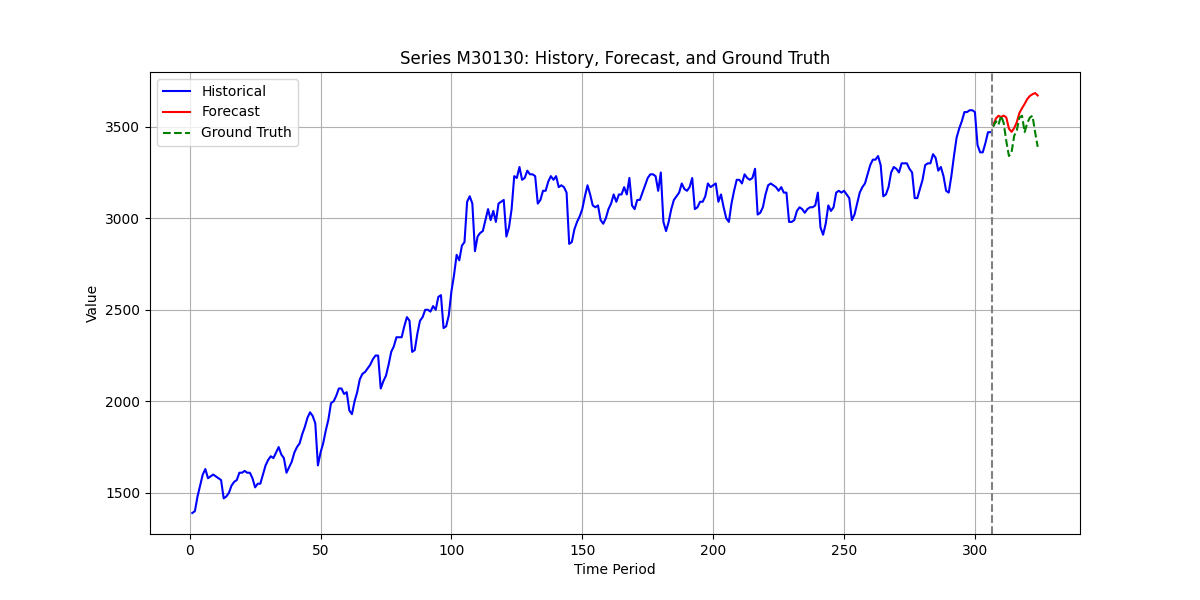 Series M30130: History, Forecast, and Ground Truth
Historical
Forecast
Ground Truth
Value
3500
3000
2500
2000
1500
0 50 100 150 200 250 300
Time Period